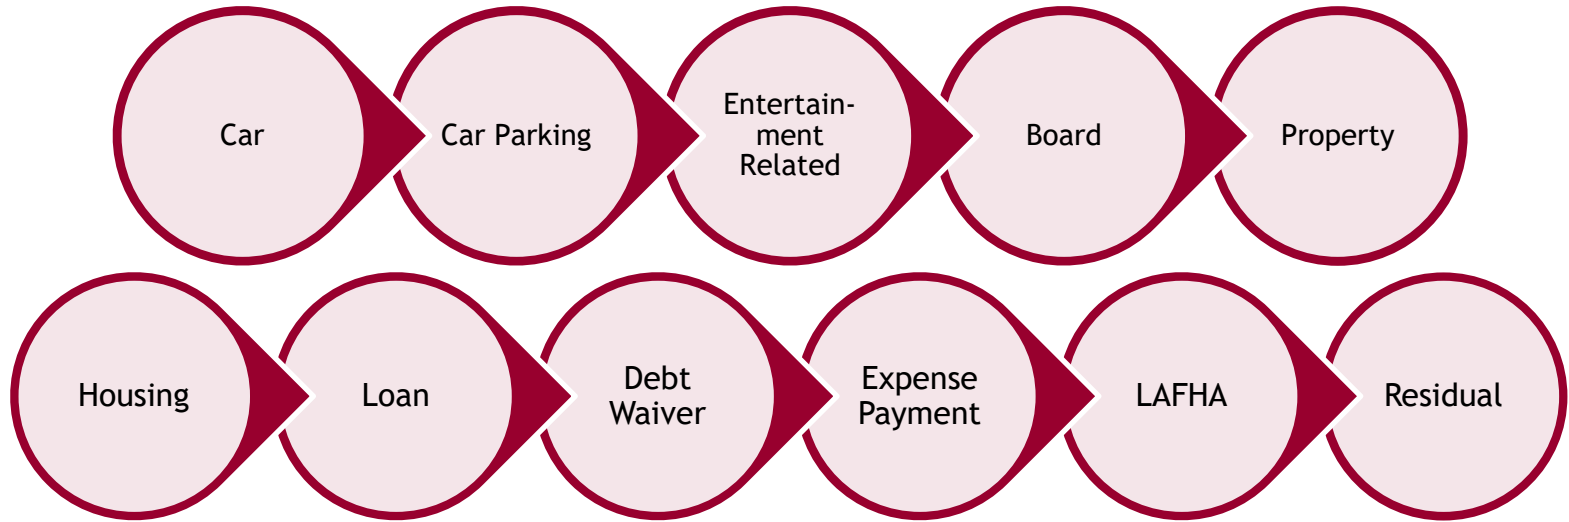 Car
Car Parking
Entertain-
ment
Related
Board
Property
Housing
Loan
Debt
Waiver
Expense
Payment
LAFHA
Residual